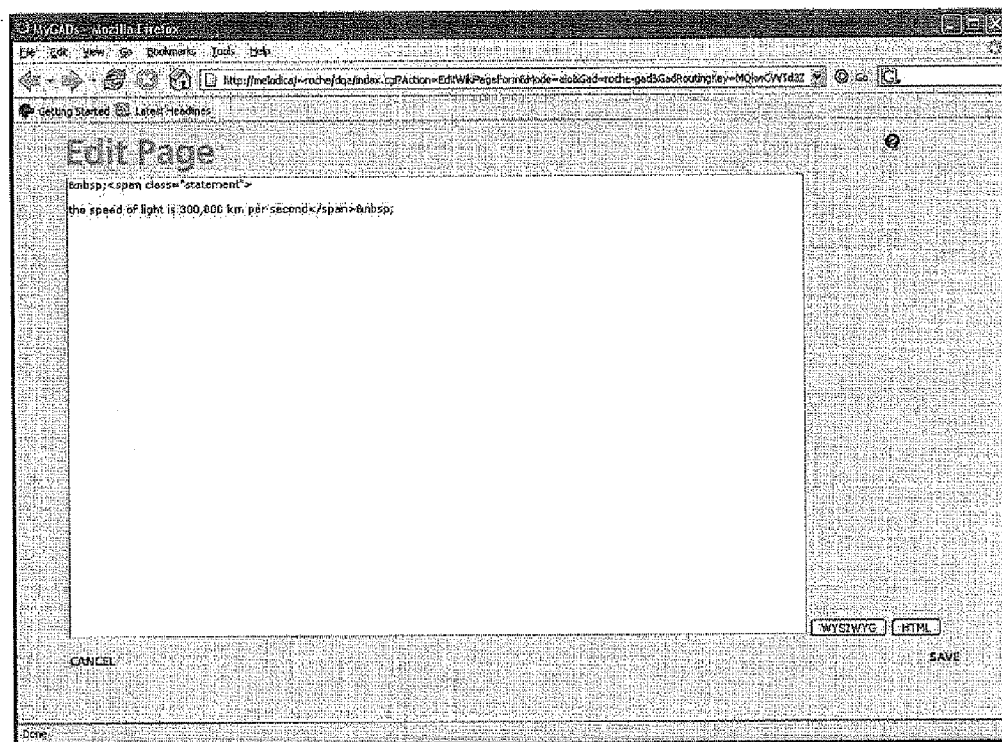 MyGADs - Mozilla Firefox
File Edit View Go Bookmarks Tools Help
Go
Getting Started Latest Headlines
Edit Page
&nbsp;<span class="statement">
the speed of light is 300,000 km per second</span>&nbsp;
WYSIWYG HTML
CANCEL SAVE
Done